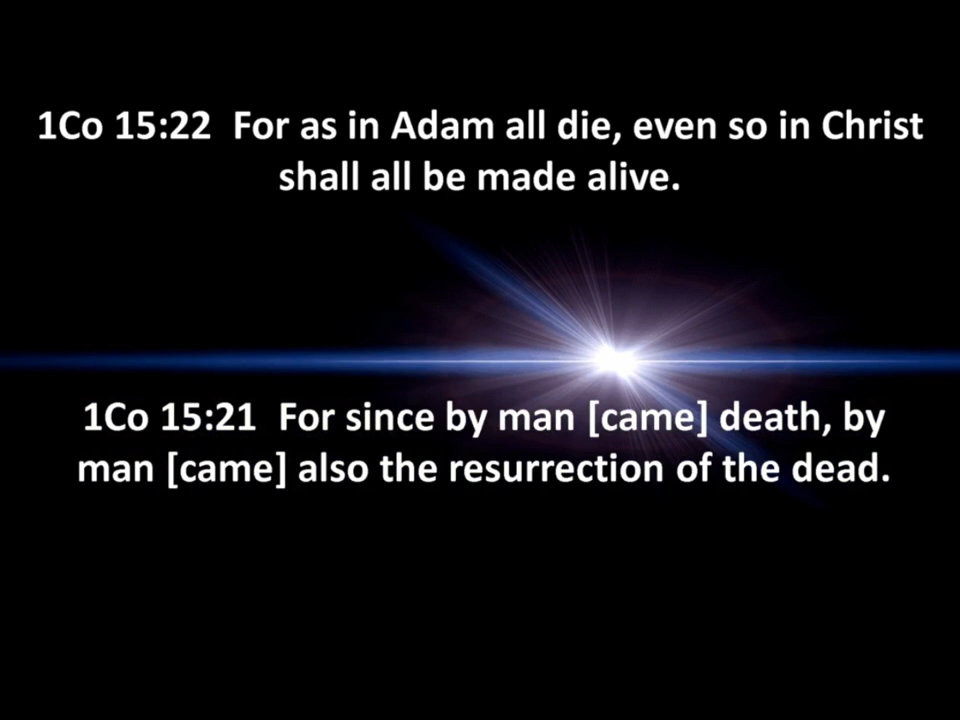 1Co 15:22  For as in Adam all die, even so in Christ
shall all be made alive.
1Co 15:21  For since by man [came] death, by
man [came] also the resurrection of the dead.